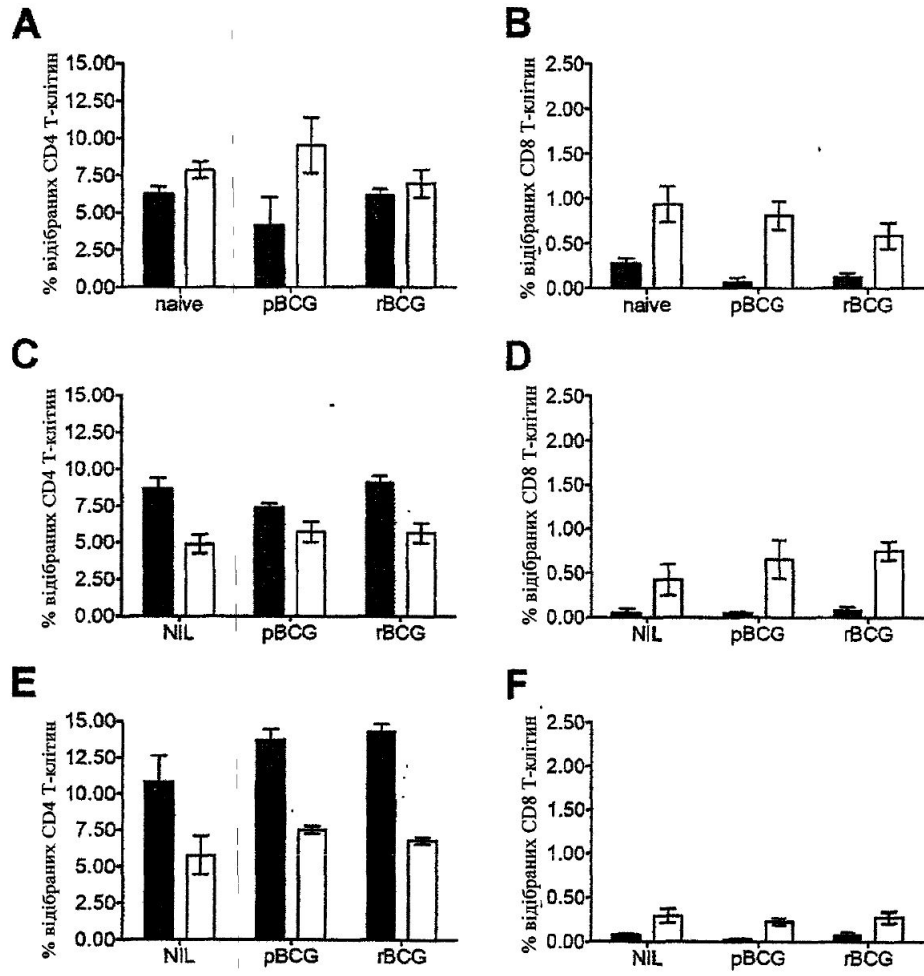 A
% відібраних CD4 Т-клітин
15.00
12.50
10.00
7.50
5.00
2.50
0.00
naive pBCG rBCG
B
% відібраних CD8 Т-клітин
2.50
2.00
1.50
1.00
0.50
0.00
naive pBCG rBCG
C
% відібраних CD4 Т-клітин
15.00
12.50
10.00
7.50
5.00
2.50
0.00
NIL pBCG rBCG
D
% відібраних CD8 Т-клітин
2.50
2.00
1.50
1.00
0.50
0.00
NIL pBCG rBCG
E
% відібраних CD4 Т-клітин
15.00
12.50
10.00
7.50
5.00
2.50
0.00
NIL pBCG rBCG
F
% відібраних CD8 Т-клітин
2.50
2.00
1.50
1.00
0.50
0.00
NIL pBCG rBCG